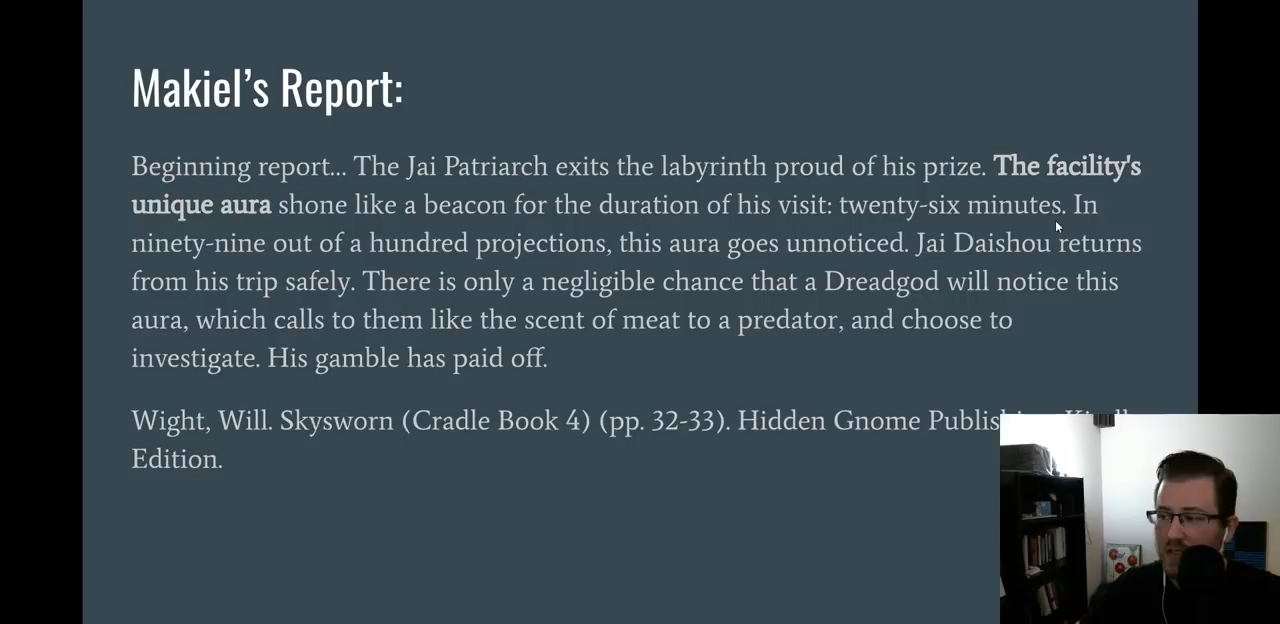 Makiel’s Report:
Beginning report... The Jai Patriarch exits the labyrinth proud of his prize. The facility's
unique aura shone like a beacon for the duration of his visit: twenty-six minutes. In
ninety-nine out of a hundred projections, this aura goes unnoticed. Jai Daishou returns
from his trip safely. There is only a negligible chance that a Dreadgod will notice this
aura, which calls to them like the scent of meat to a predator, and choose to
investigate. His gamble has paid off.
Wight, Will. Skysworn (Cradle Book 4) (pp. 32-33). Hidden Gnome
Edition.